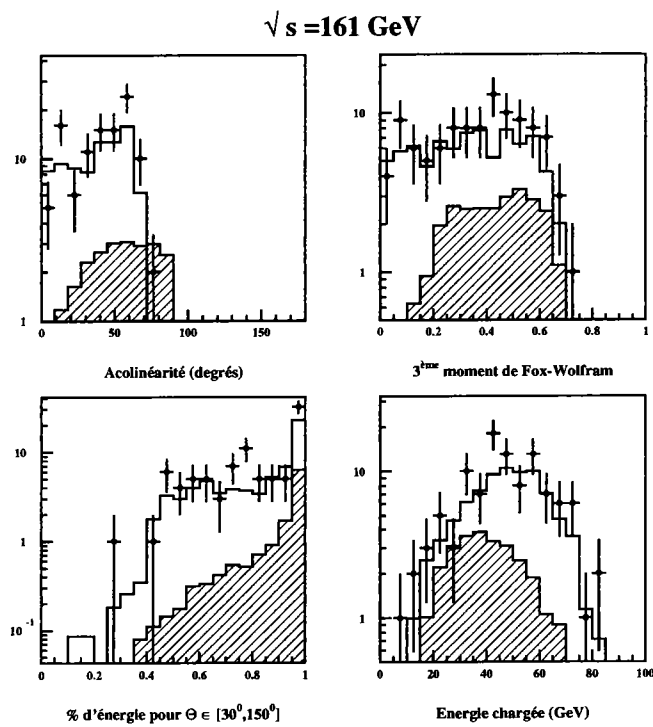 √ s =161 GeV
10
1
0 50 100 150
Acolinéarité (degrés)
10
1
0 0.2 0.4 0.6 0.8 1
3ème moment de Fox-Wolfram
10
1
10⁻¹
0 0.2 0.4 0.6 0.8 1
% d'énergie pour Θ ∈ [30⁰,150⁰]
10
1
0 20 40 60 80 100
Energie chargée (GeV)